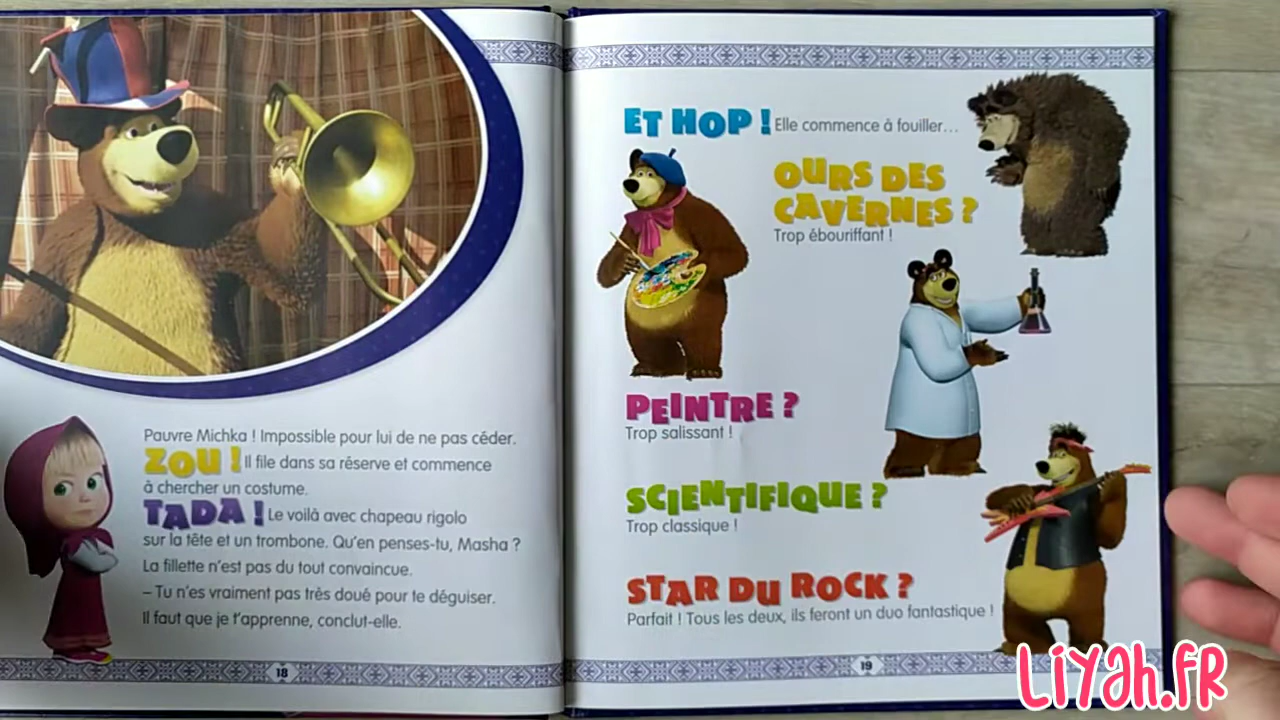 Pauvre Michka ! Impossible pour lui de ne pas céder.
ZOU ! Il file dans sa réserve et commence
à chercher un costume.
TADA ! Le voilà avec chapeau rigolo
sur la tête et un trombone. Qu'en penses-tu, Masha ?
La fillette n'est pas du tout convaincue.
– Tu n'es vraiment pas très doué pour te déguiser.
Il faut que je t'apprenne, conclut-elle.
18
ET HOP ! Elle commence à fouiller...
OURS DES
CAVERNES ?
Trop ébouriffant !
PEINTRE ?
Trop salissant !
SCIENTIFIQUE ?
Trop classique !
STAR DU ROCK ?
Parfait ! Tous les deux, ils feront un duo fantastique !
19
Liyah.fR